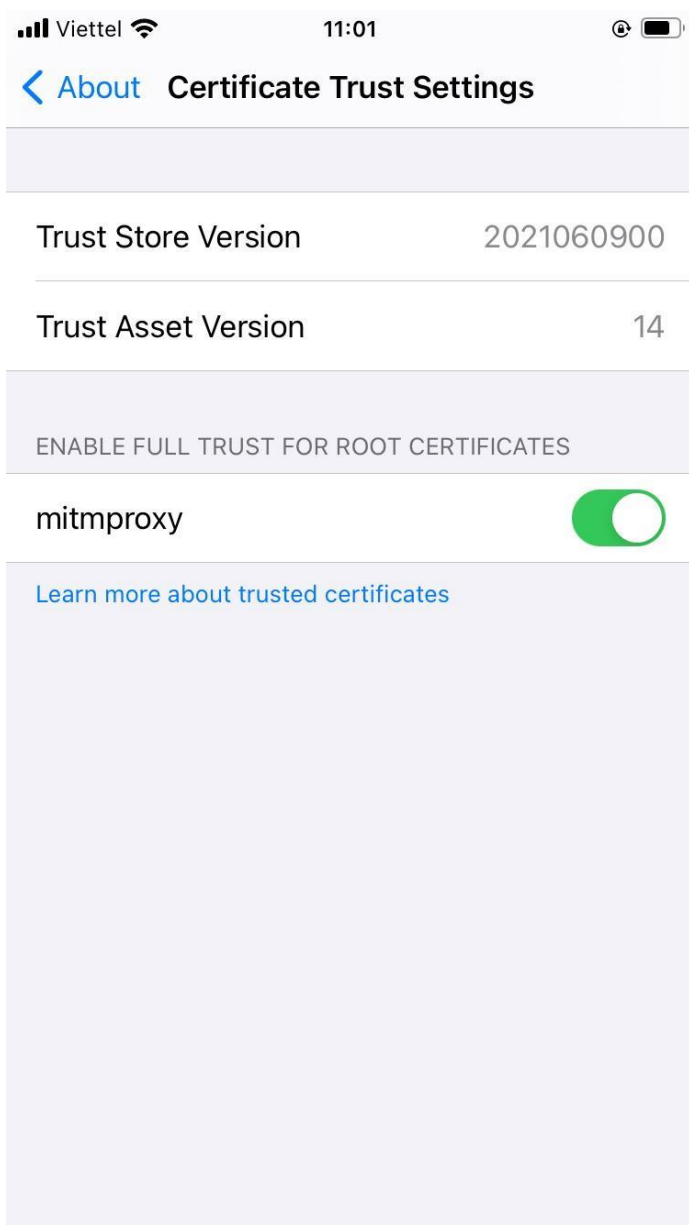 Viettel 11:01
About Certificate Trust Settings
Trust Store Version 2021060900
Trust Asset Version 14
ENABLE FULL TRUST FOR ROOT CERTIFICATES
mitmproxy
Learn more about trusted certificates